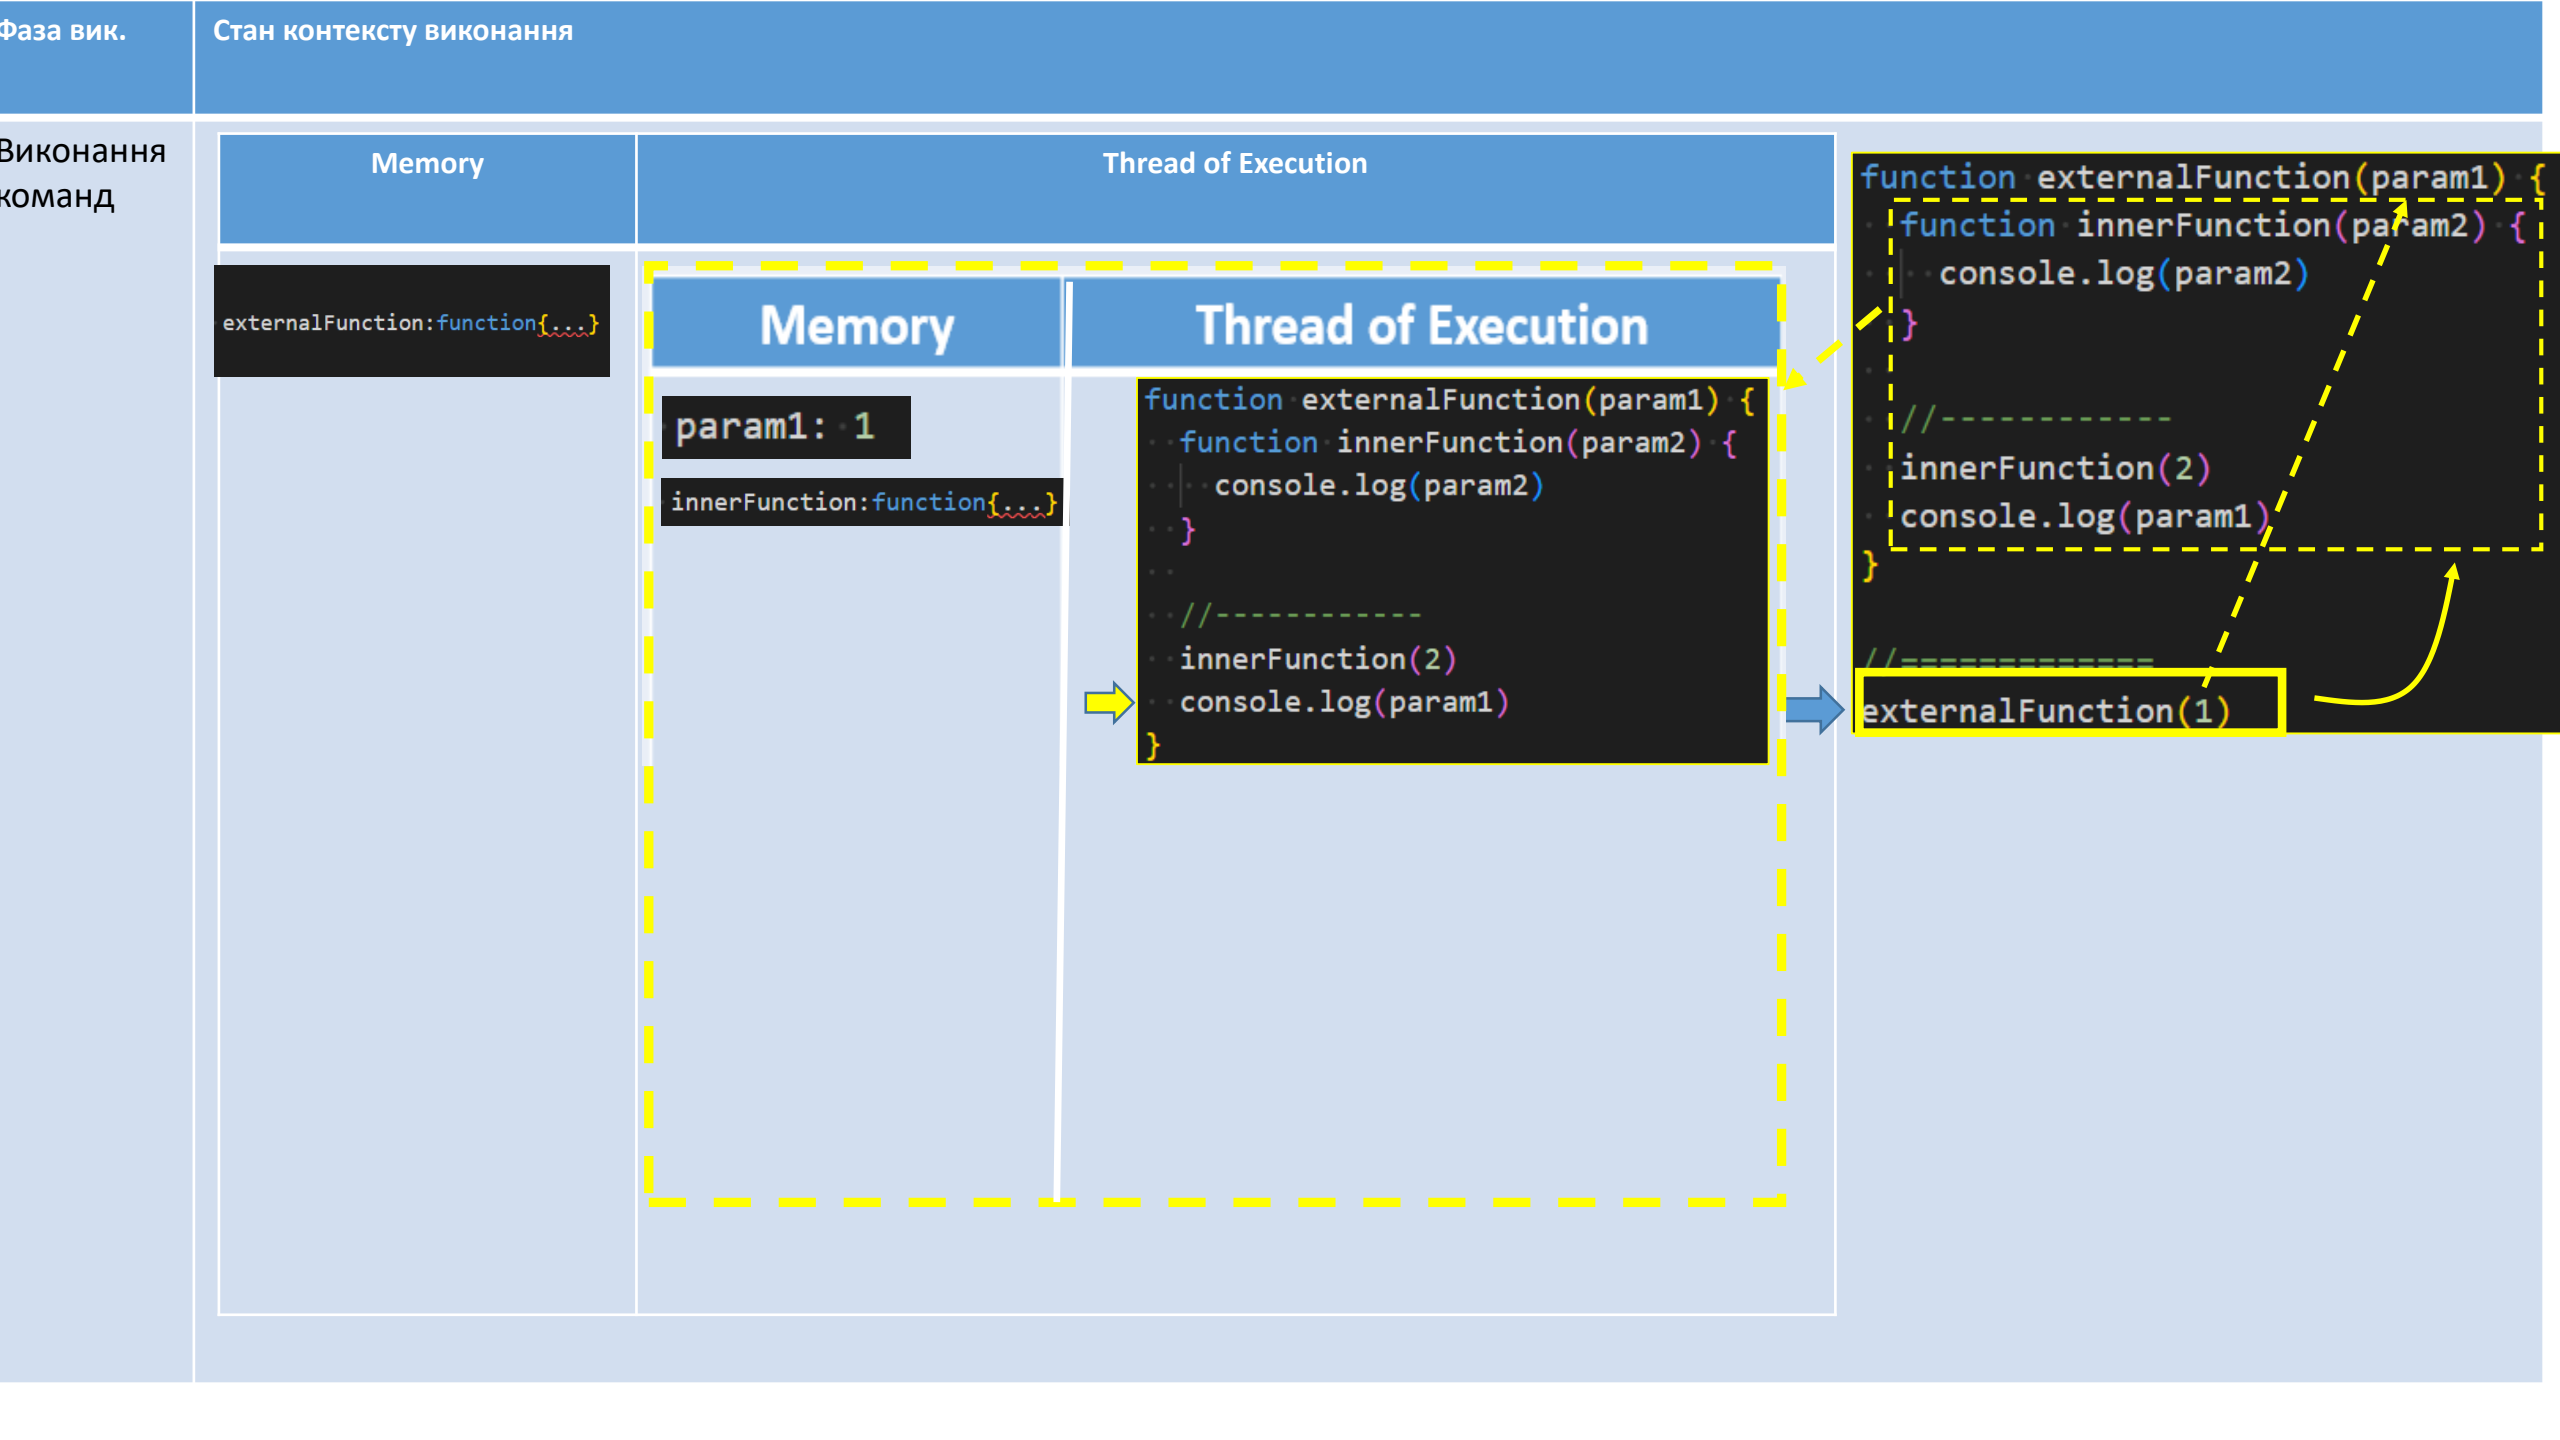 Фаза вик.
Стан контексту виконання
Виконання
команд
Memory
Thread of Execution
externalFunction:function{...}
Memory
Thread of Execution
param1: 1
innerFunction:function{...}
function externalFunction(param1) {
function innerFunction(param2) {
console.log(param2)
}
//------------
innerFunction(2)
console.log(param1)
}
function externalFunction(param1) {
function innerFunction(param2) {
console.log(param2)
}
//------------
innerFunction(2)
console.log(param1)
}
//=============
externalFunction(1)